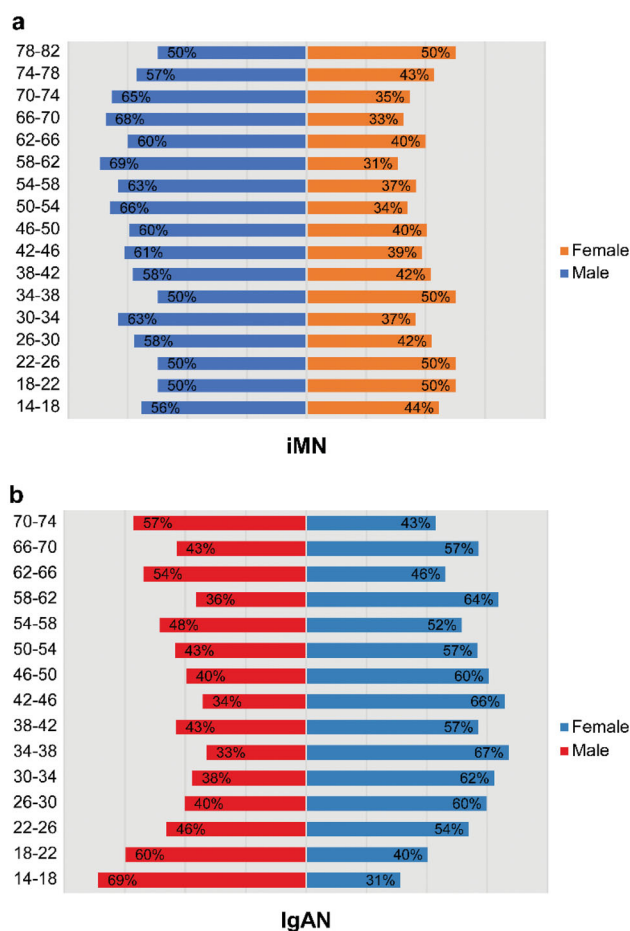 a
78-82 50% 50%
74-78 57% 43%
70-74 65% 35%
66-70 68% 33%
62-66 60% 40%
58-62 69% 31%
54-58 63% 37%
50-54 66% 34%
46-50 60% 40%
42-46 61% 39%
38-42 58% 42%
34-38 50% 50%
30-34 63% 37%
26-30 58% 42%
22-26 50% 50%
18-22 50% 50%
14-18 56% 44%
Female
Male
iMN
b
70-74 57% 43%
66-70 43% 57%
62-66 54% 46%
58-62 36% 64%
54-58 48% 52%
50-54 43% 57%
46-50 40% 60%
42-46 34% 66%
38-42 43% 57%
34-38 33% 67%
30-34 38% 62%
26-30 40% 60%
22-26 46% 54%
18-22 60% 40%
14-18 69% 31%
Female
Male
IgAN